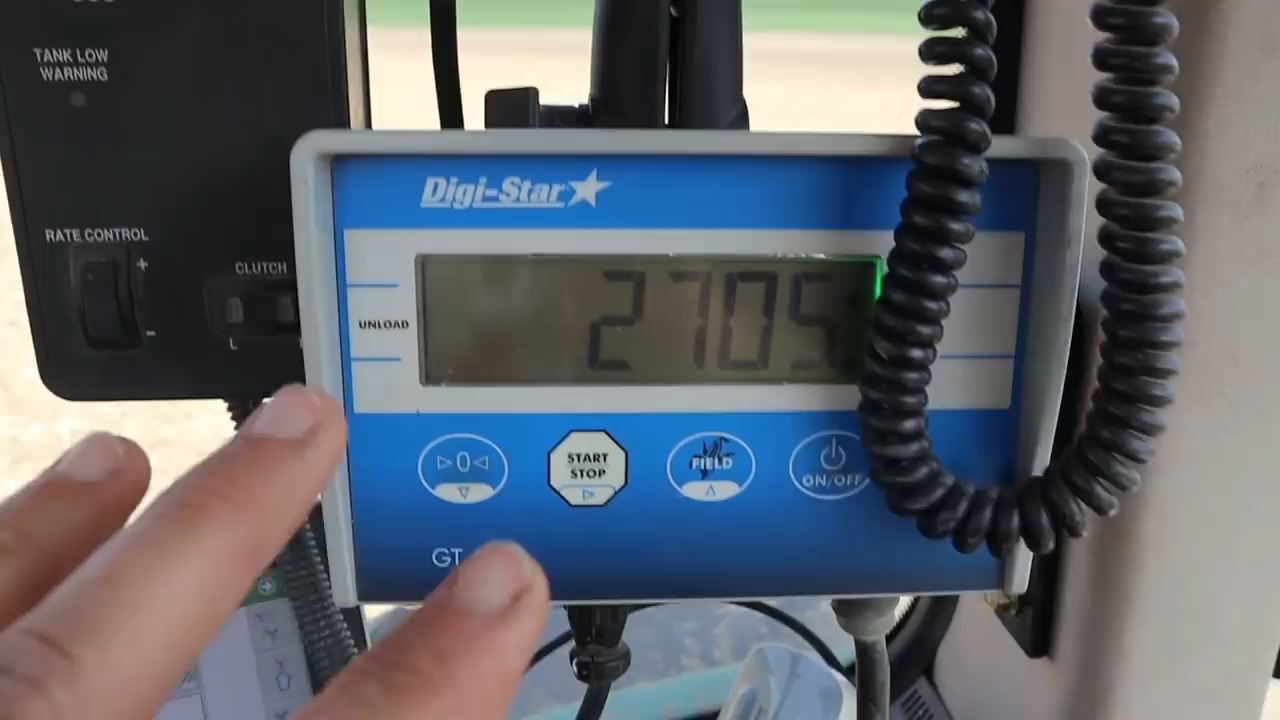 TANK LOW
WARNING
RATE CONTROL
+
-
CLUTCH
L
Digi-Star
UNLOAD
2705
0
START
STOP
FIELD
ON/OFF
GT